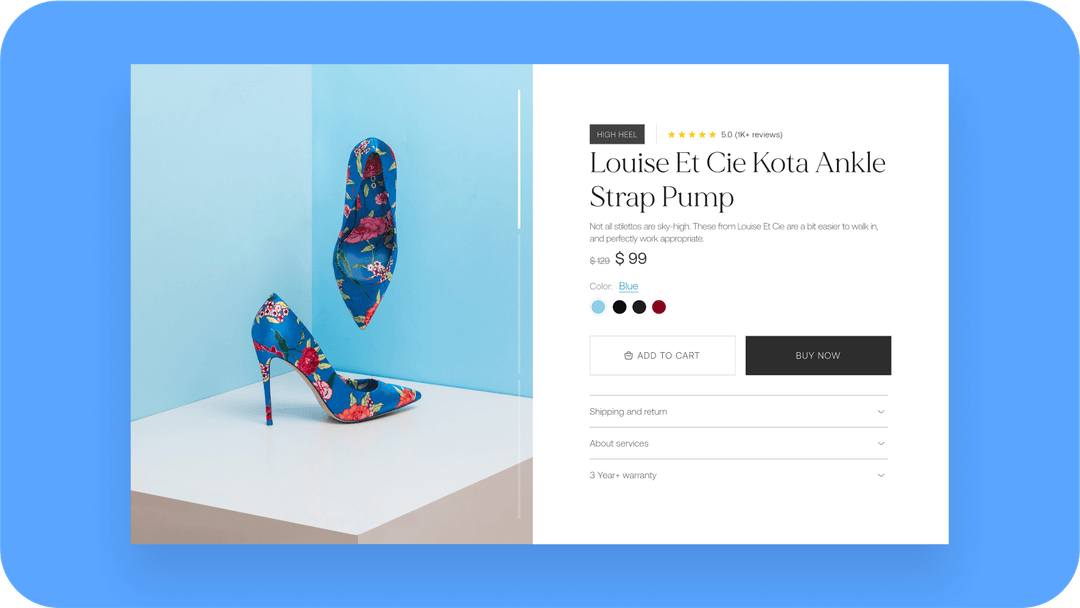 HIGH HEEL 5.0 (1K+ reviews)
Louise Et Cie Kota Ankle
Strap Pump
Not all stilettos are sky-high. These from Louise Et Cie are a bit easier to walk in,
and perfectly work appropriate.
$ 129 $ 99
Color: Blue
ADD TO CART BUY NOW
Shipping and return
About services
3 Year+ warranty